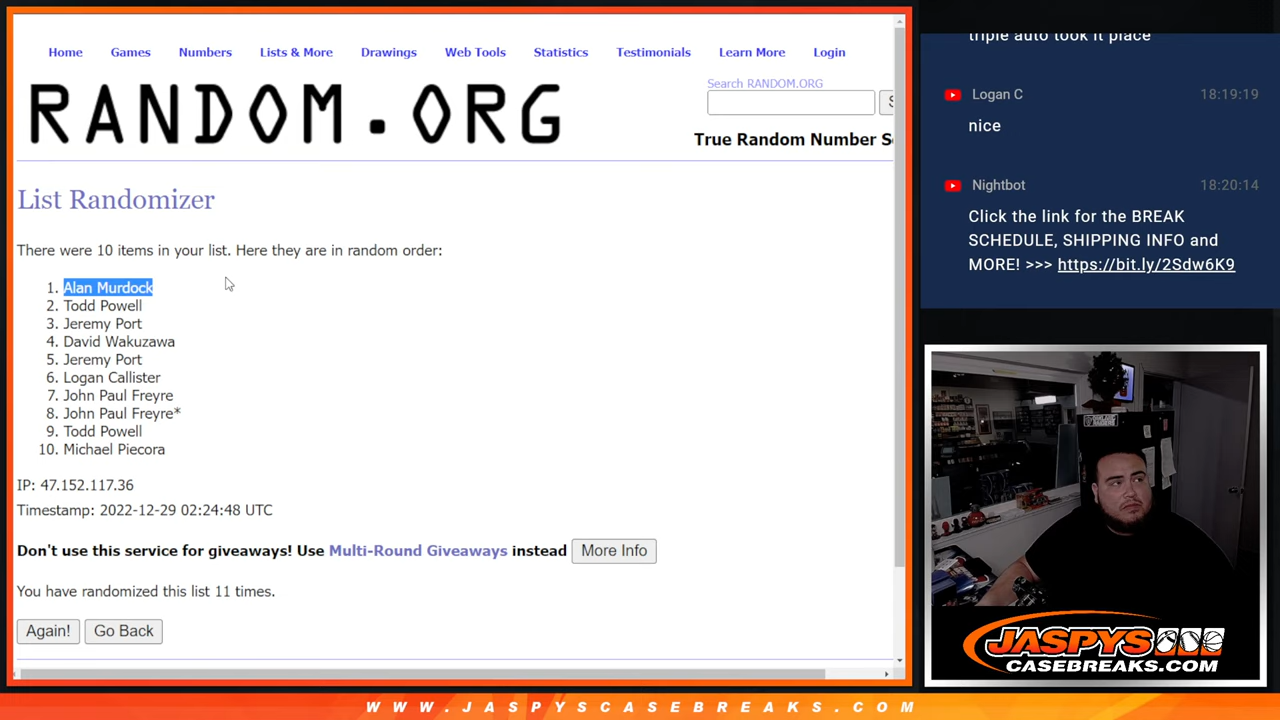 Home Games Numbers Lists & More Drawings Web Tools Statistics Testimonials Learn More Login
RANDOM.ORG
Search RANDOM.ORG
True Random Number S
List Randomizer
There were 10 items in your list. Here they are in random order:
1. Alan Murdock
2. Todd Powell
3. Jeremy Port
4. David Wakuzawa
5. Jeremy Port
6. Logan Callister
7. John Paul Freyre
8. John Paul Freyre*
9. Todd Powell
10. Michael Piecora
IP: 47.152.117.36
Timestamp: 2022-12-29 02:24:48 UTC
Don't use this service for giveaways! Use Multi-Round Giveaways instead More Info
You have randomized this list 11 times.
Again! Go Back
triple auto took it place
Logan C 18:19:19
nice
Nightbot 18:20:14
Click the link for the BREAK
SCHEDULE, SHIPPING INFO and
MORE! >>> https://bit.ly/2Sdw6K9
JASPYS
CASEBREAKS.COM
WWW.JASPYSCASEBREAKS.COM